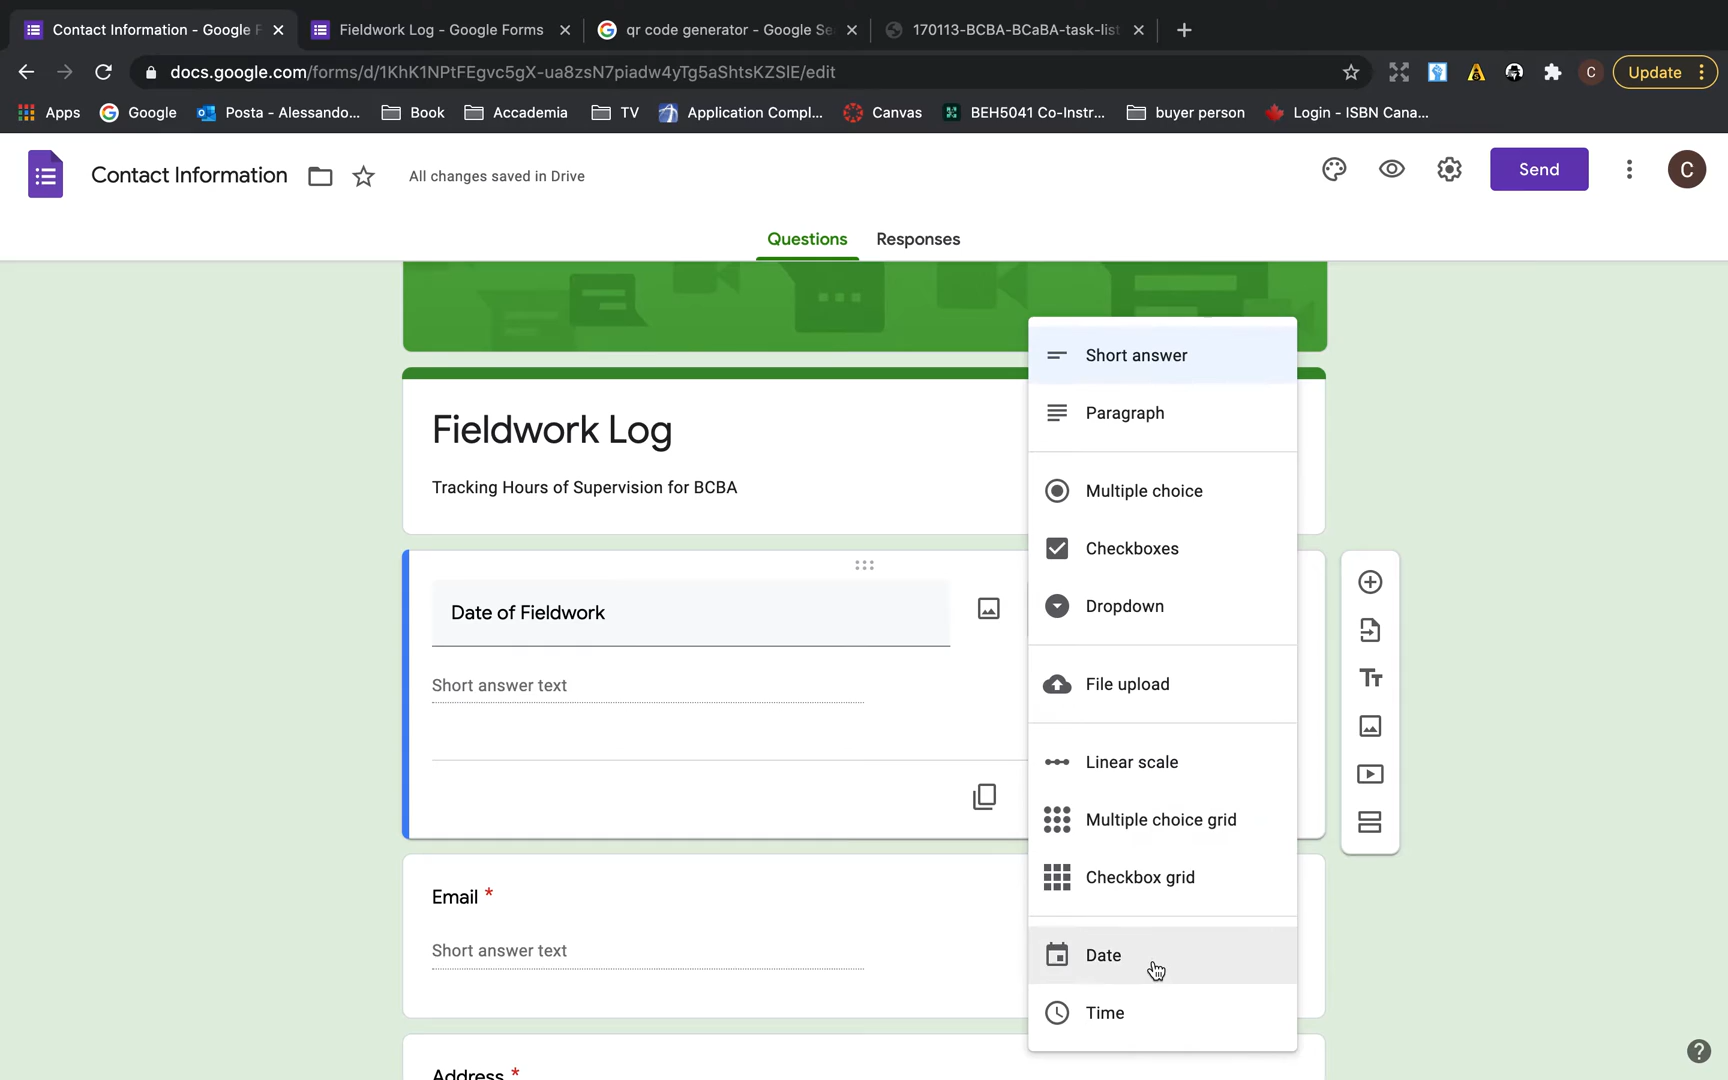 Contact Information - Google F
Fieldwork Log - Google Forms
qr code generator - Google Se
170113-BCBA-BCaBA-task-list
docs.google.com/forms/d/1KhK1NPtFEgvc5gX-ua8zsN7piadw4yTg5aShtsKZSlE/edit
C
Update
Apps
Google
Posta - Alessando...
Book
Accademia
TV
Application Compl...
Canvas
BEH5041 Co-Instr...
buyer person
Login - ISBN Cana...
Contact Information
All changes saved in Drive
Send
C
Questions
Responses
Fieldwork Log
Tracking Hours of Supervision for BCBA
Date of Fieldwork
Short answer text
Email *
Short answer text
Address *
Short answer
Paragraph
Multiple choice
Checkboxes
Dropdown
File upload
Linear scale
Multiple choice grid
Checkbox grid
Date
Time